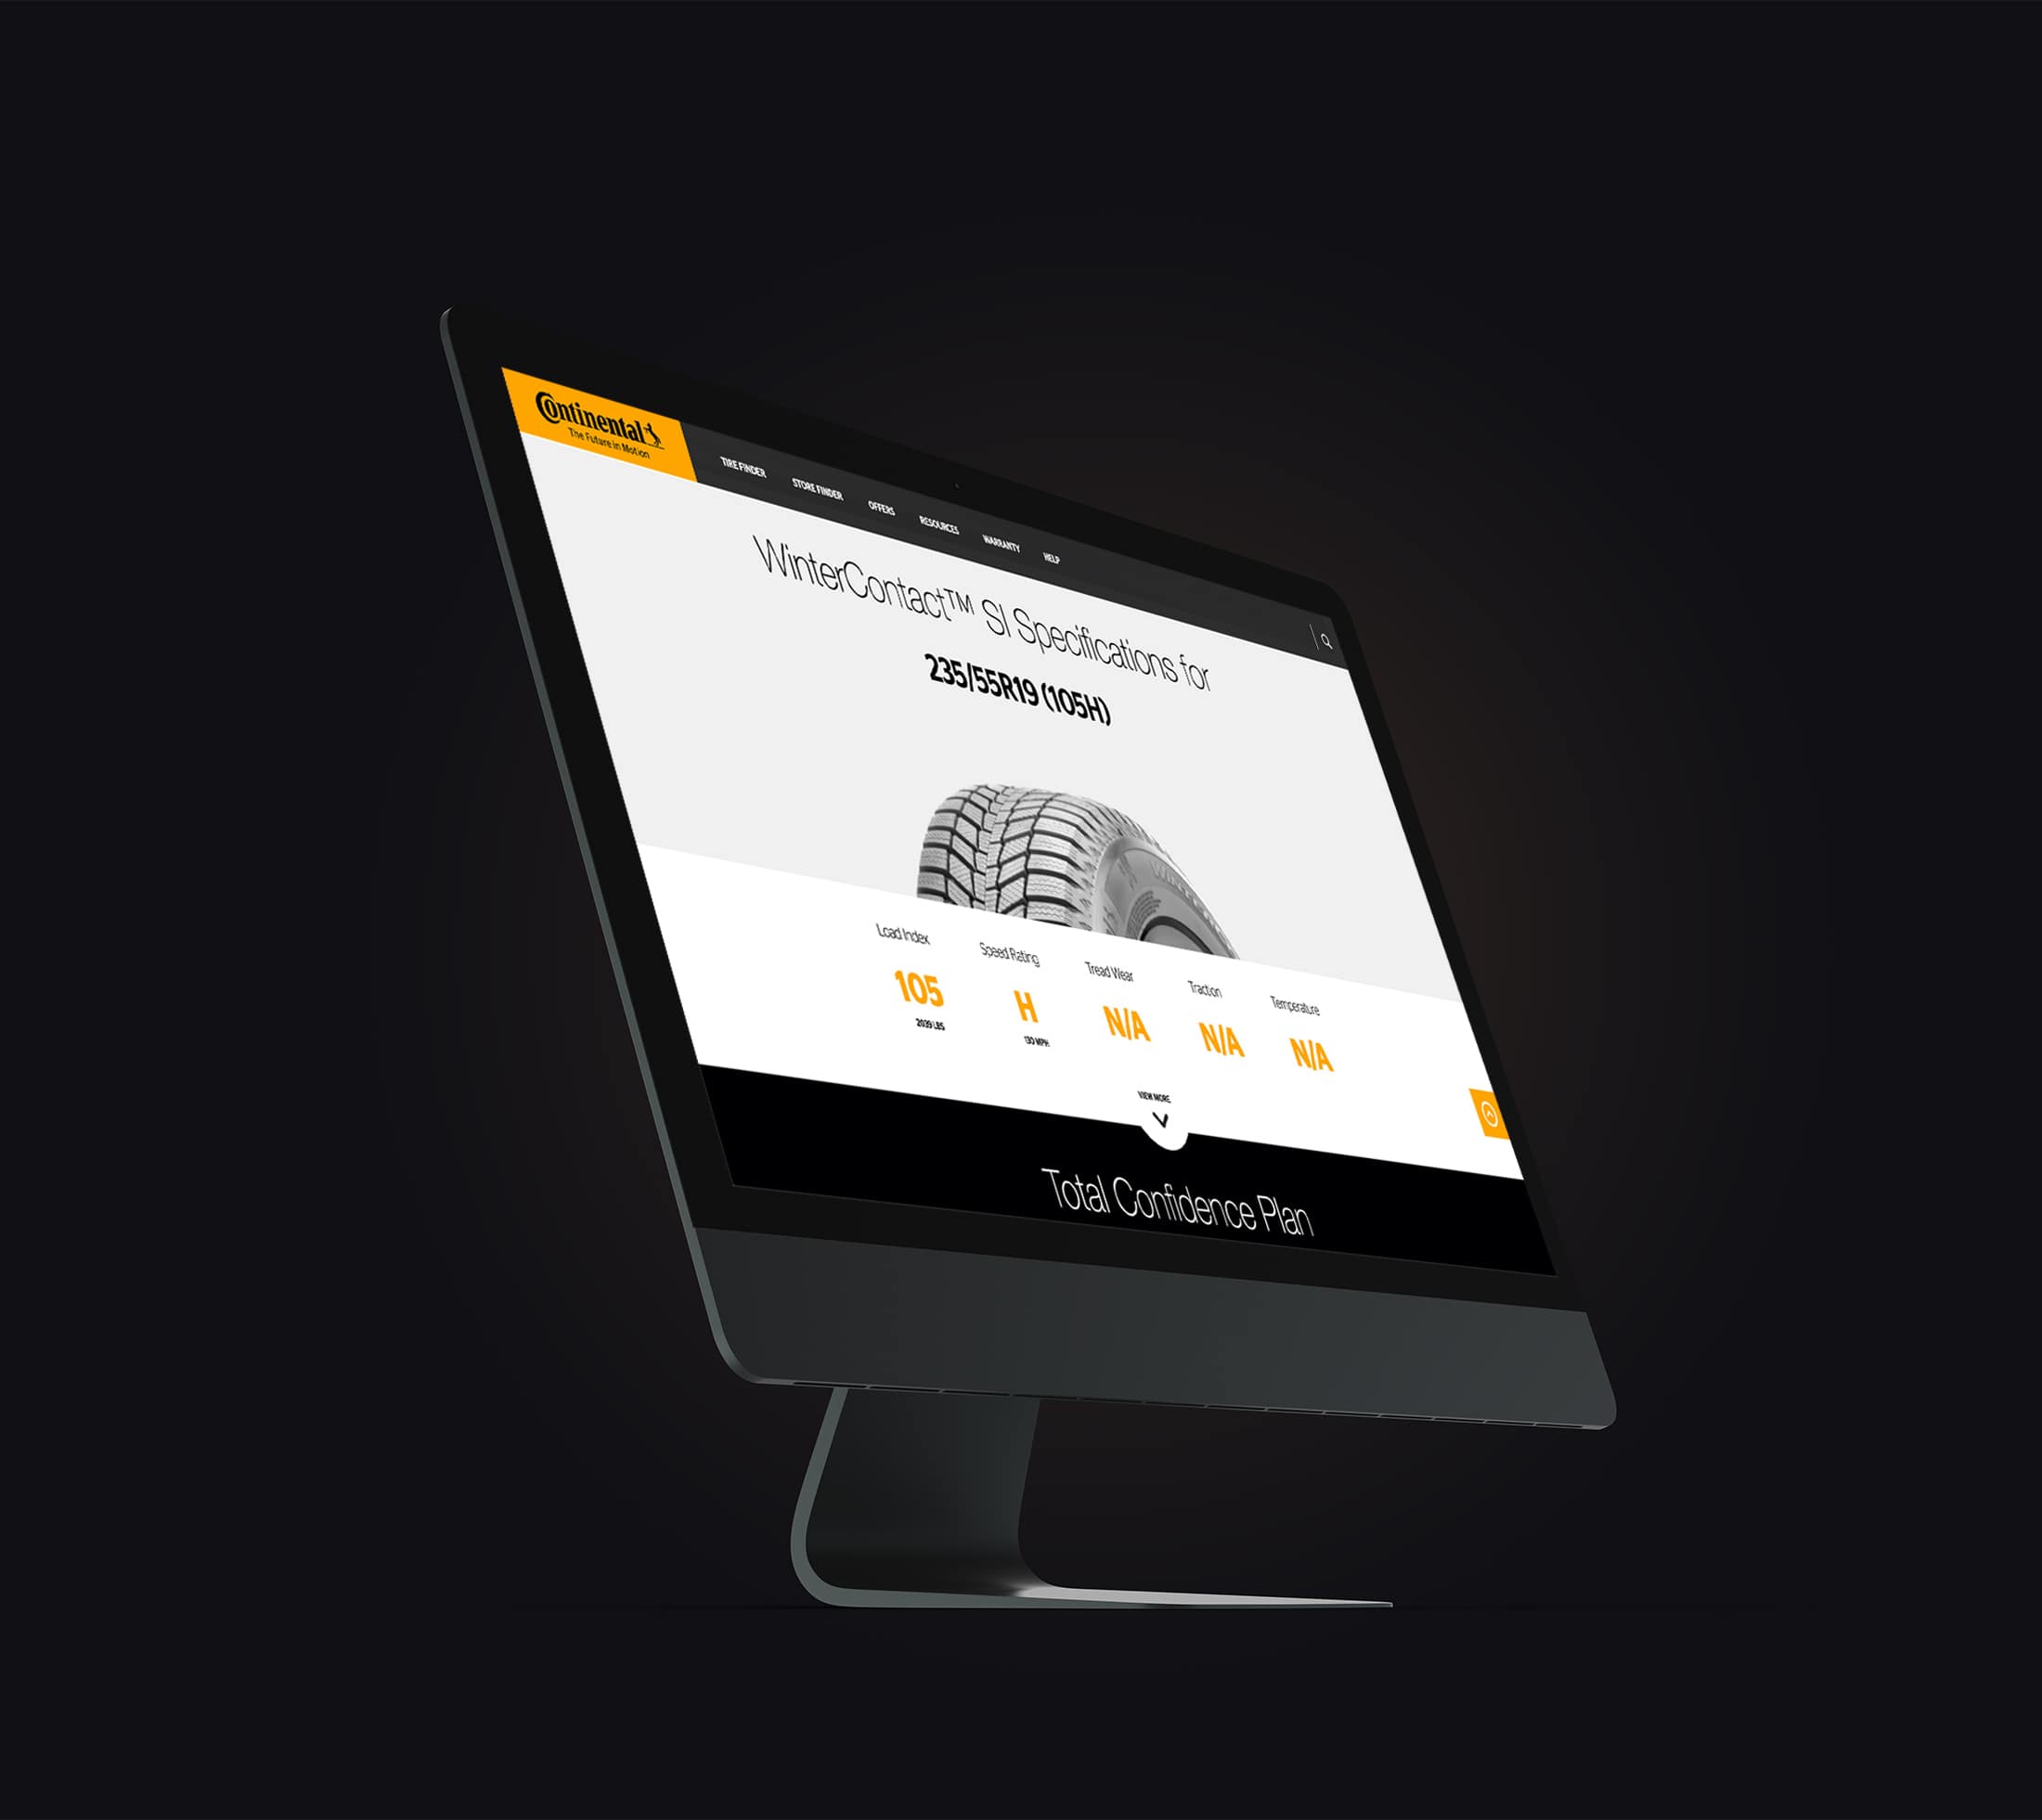 Continental
The Future in Motion
TIRE FINDER
STORE FINDER
OFFERS
RESOURCES
WARRANTY
HELP
WinterContact™ SI Specifications for
235/55R19 (105H)
Load Index
105
2039 LBS
Speed Rating
H
130 MPH
Tread Wear
N/A
Traction
N/A
Temperature
N/A
VIEW MORE
Total Confidence Plan